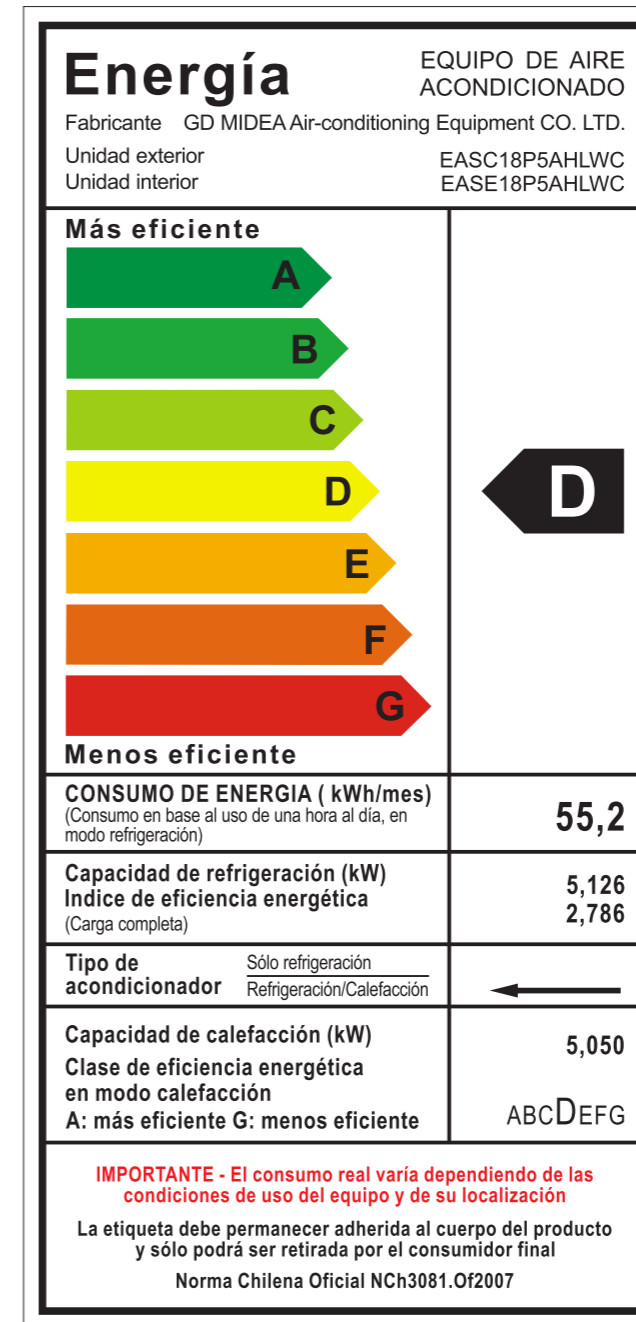 Energía
EQUIPO DE AIRE
ACONDICIONADO
Fabricante GD MIDEA Air-conditioning Equipment CO. LTD.
Unidad exterior EASC18P5AHLWC
Unidad interior EASE18P5AHLWC
Más eficiente
A
B
C
D
D
E
F
G
Menos eficiente
CONSUMO DE ENERGIA ( kWh/mes)
(Consumo en base al uso de una hora al día, en
modo refrigeración)
55,2
Capacidad de refrigeración (kW) 5,126
Indice de eficiencia energética 2,786
(Carga completa)
Tipo de
acondicionador
Sólo refrigeración
Refrigeración/Calefacción
Capacidad de calefacción (kW) 5,050
Clase de eficiencia energética
en modo calefacción
A: más eficiente G: menos eficiente ABCDEFG
IMPORTANTE - El consumo real varía dependiendo de las
condiciones de uso del equipo y de su localización
La etiqueta debe permanecer adherida al cuerpo del producto
y sólo podrá ser retirada por el consumidor final
Norma Chilena Oficial NCh3081.Of2007